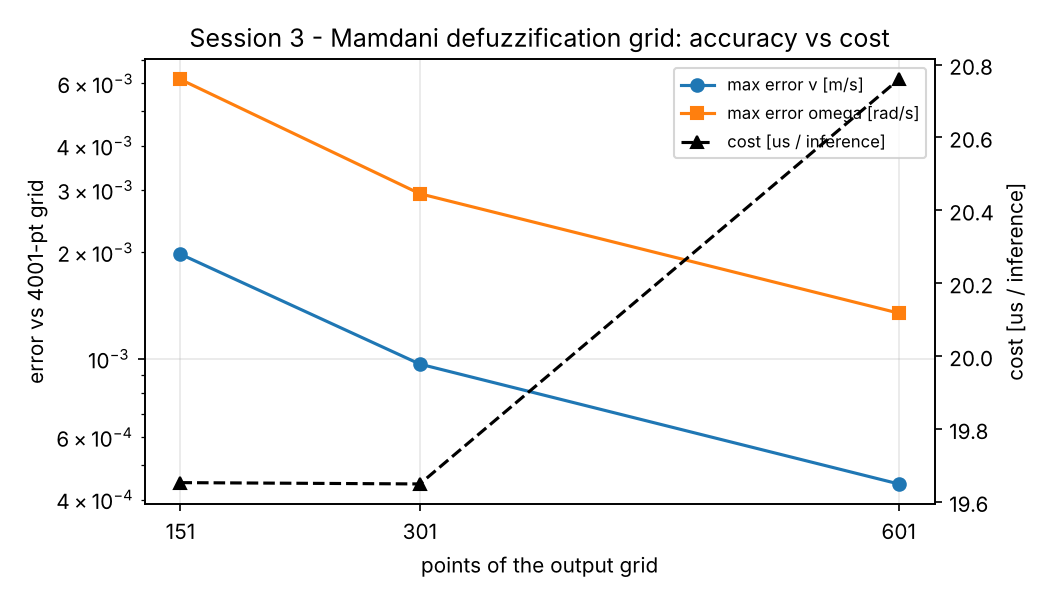 Session 3 - Mamdani defuzzification grid: accuracy vs cost
max error v [m/s]
max error omega [rad/s]
cost [us / inference]
6 × 10⁻³
4 × 10⁻³
3 × 10⁻³
2 × 10⁻³
10⁻³
6 × 10⁻⁴
4 × 10⁻⁴
error vs 4001-pt grid
20.8
20.6
20.4
20.2
20.0
19.8
19.6
cost [us / inference]
151 301 601
points of the output grid